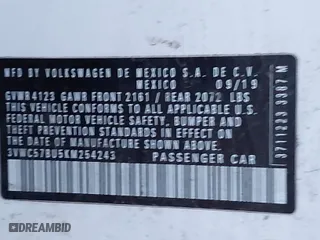 MFD BY VOLKSWAGEN DE MEXICO S.A. DE C.V.
MEXICO 09/19
GVWR 4123 GAWR FRONT 2161 / REAR 2072 LBS
THIS VEHICLE CONFORMS TO ALL APPLICABLE U.S.
FEDERAL MOTOR VEHICLE SAFETY, BUMPER AND
THEFT PREVENTION STANDARDS IN EFFECT ON
THE DATE OF MANUFACTURE SHOWN ABOVE.
3VWC57BU5KM254243 PASSENGER CAR
37111253 3387 M
© DREAMBID